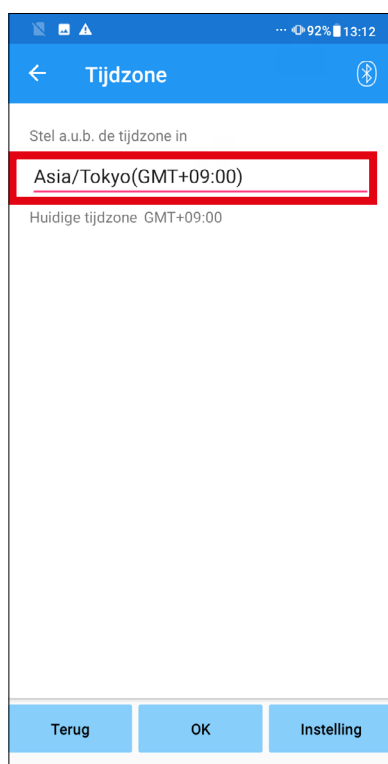 92% 13:12
Tijdzone
Stel a.u.b. de tijdzone in
Asia/Tokyo(GMT+09:00)
Huidige tijdzone GMT+09:00
Terug OK Instelling